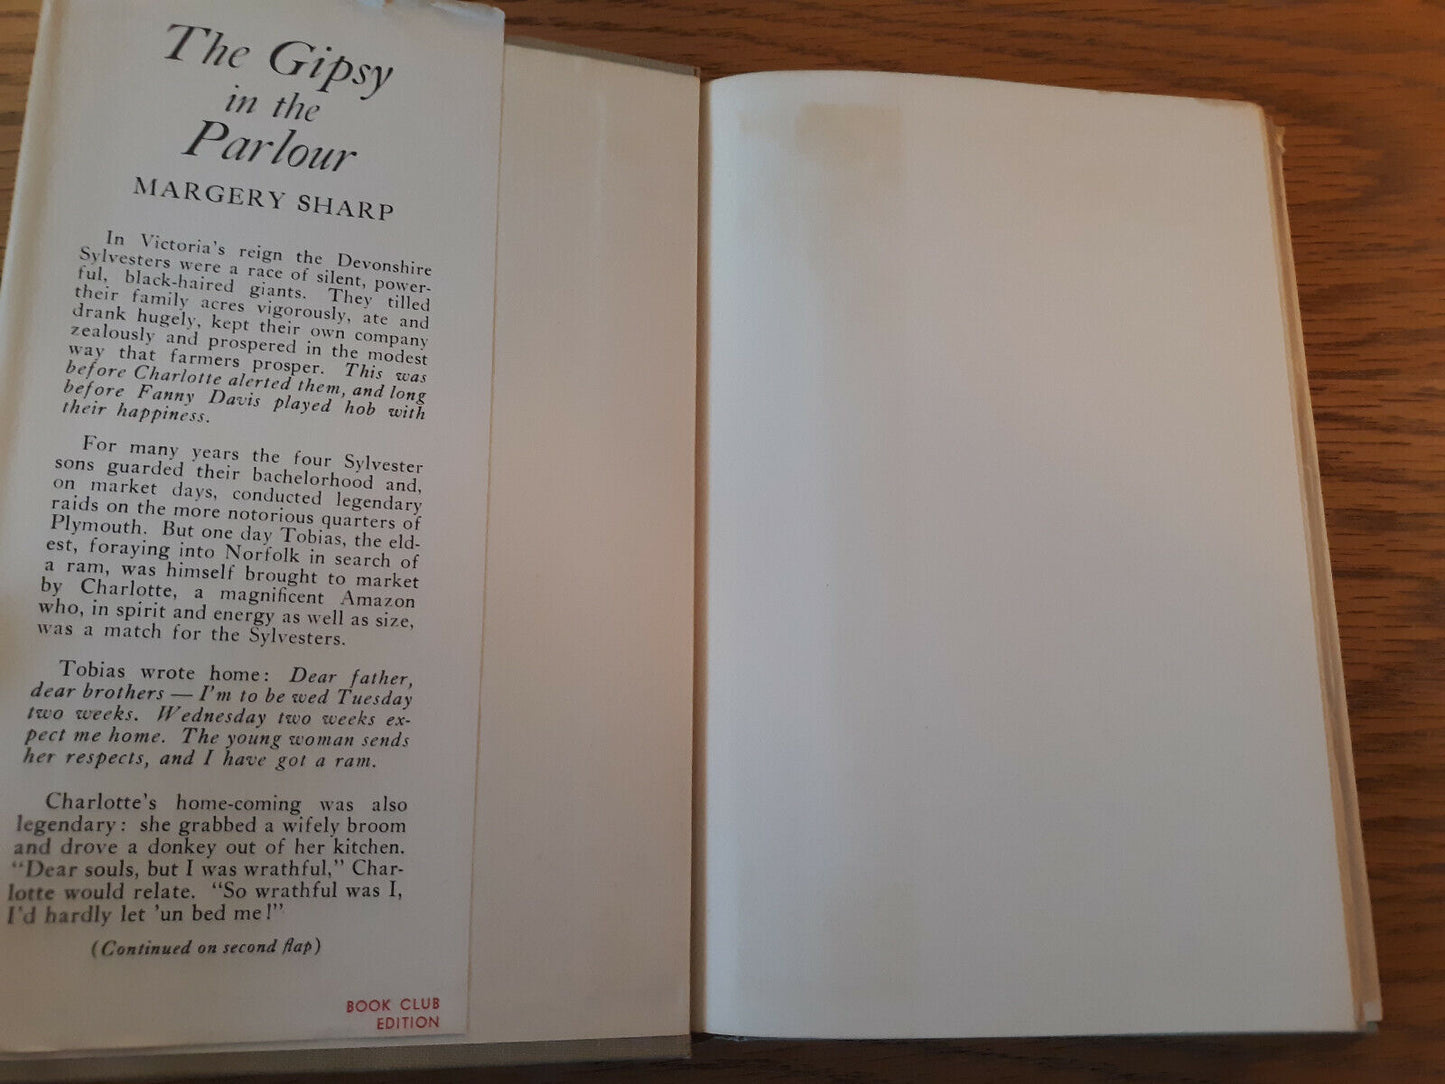 The Gipsy
in the
Parlour
MARGERY SHARP
In Victoria's reign the Devonshire
Sylvesters were a race of silent, power-
ful, black-haired giants. They tilled
their family acres vigorously, ate and
drank hugely, kept their own company
zealously and prospered in the modest
way that farmers prosper. This was
before Charlotte alerted them, and long
before Fanny Davis played hob with
their happiness.
For many years the four Sylvester
sons guarded their bachelorhood and,
on market days, conducted legendary
raids on the more notorious quarters of
Plymouth. But one day Tobias, the eld-
est, foraying into Norfolk in search of
a ram, was himself brought to market
by Charlotte, a magnificent Amazon
who, in spirit and energy as well as size,
was a match for the Sylvesters.
Tobias wrote home: Dear father,
dear brothers — I'm to be wed Tuesday
two weeks. Wednesday two weeks ex-
pect me home. The young woman sends
her respects, and I have got a ram.
Charlotte's home-coming was also
legendary: she grabbed a wifely broom
and drove a donkey out of her kitchen.
"Dear souls, but I was wrathful," Char-
lotte would relate. "So wrathful was I,
I'd hardly let 'un bed me!"
(Continued on second flap)
BOOK CLUB
EDITION